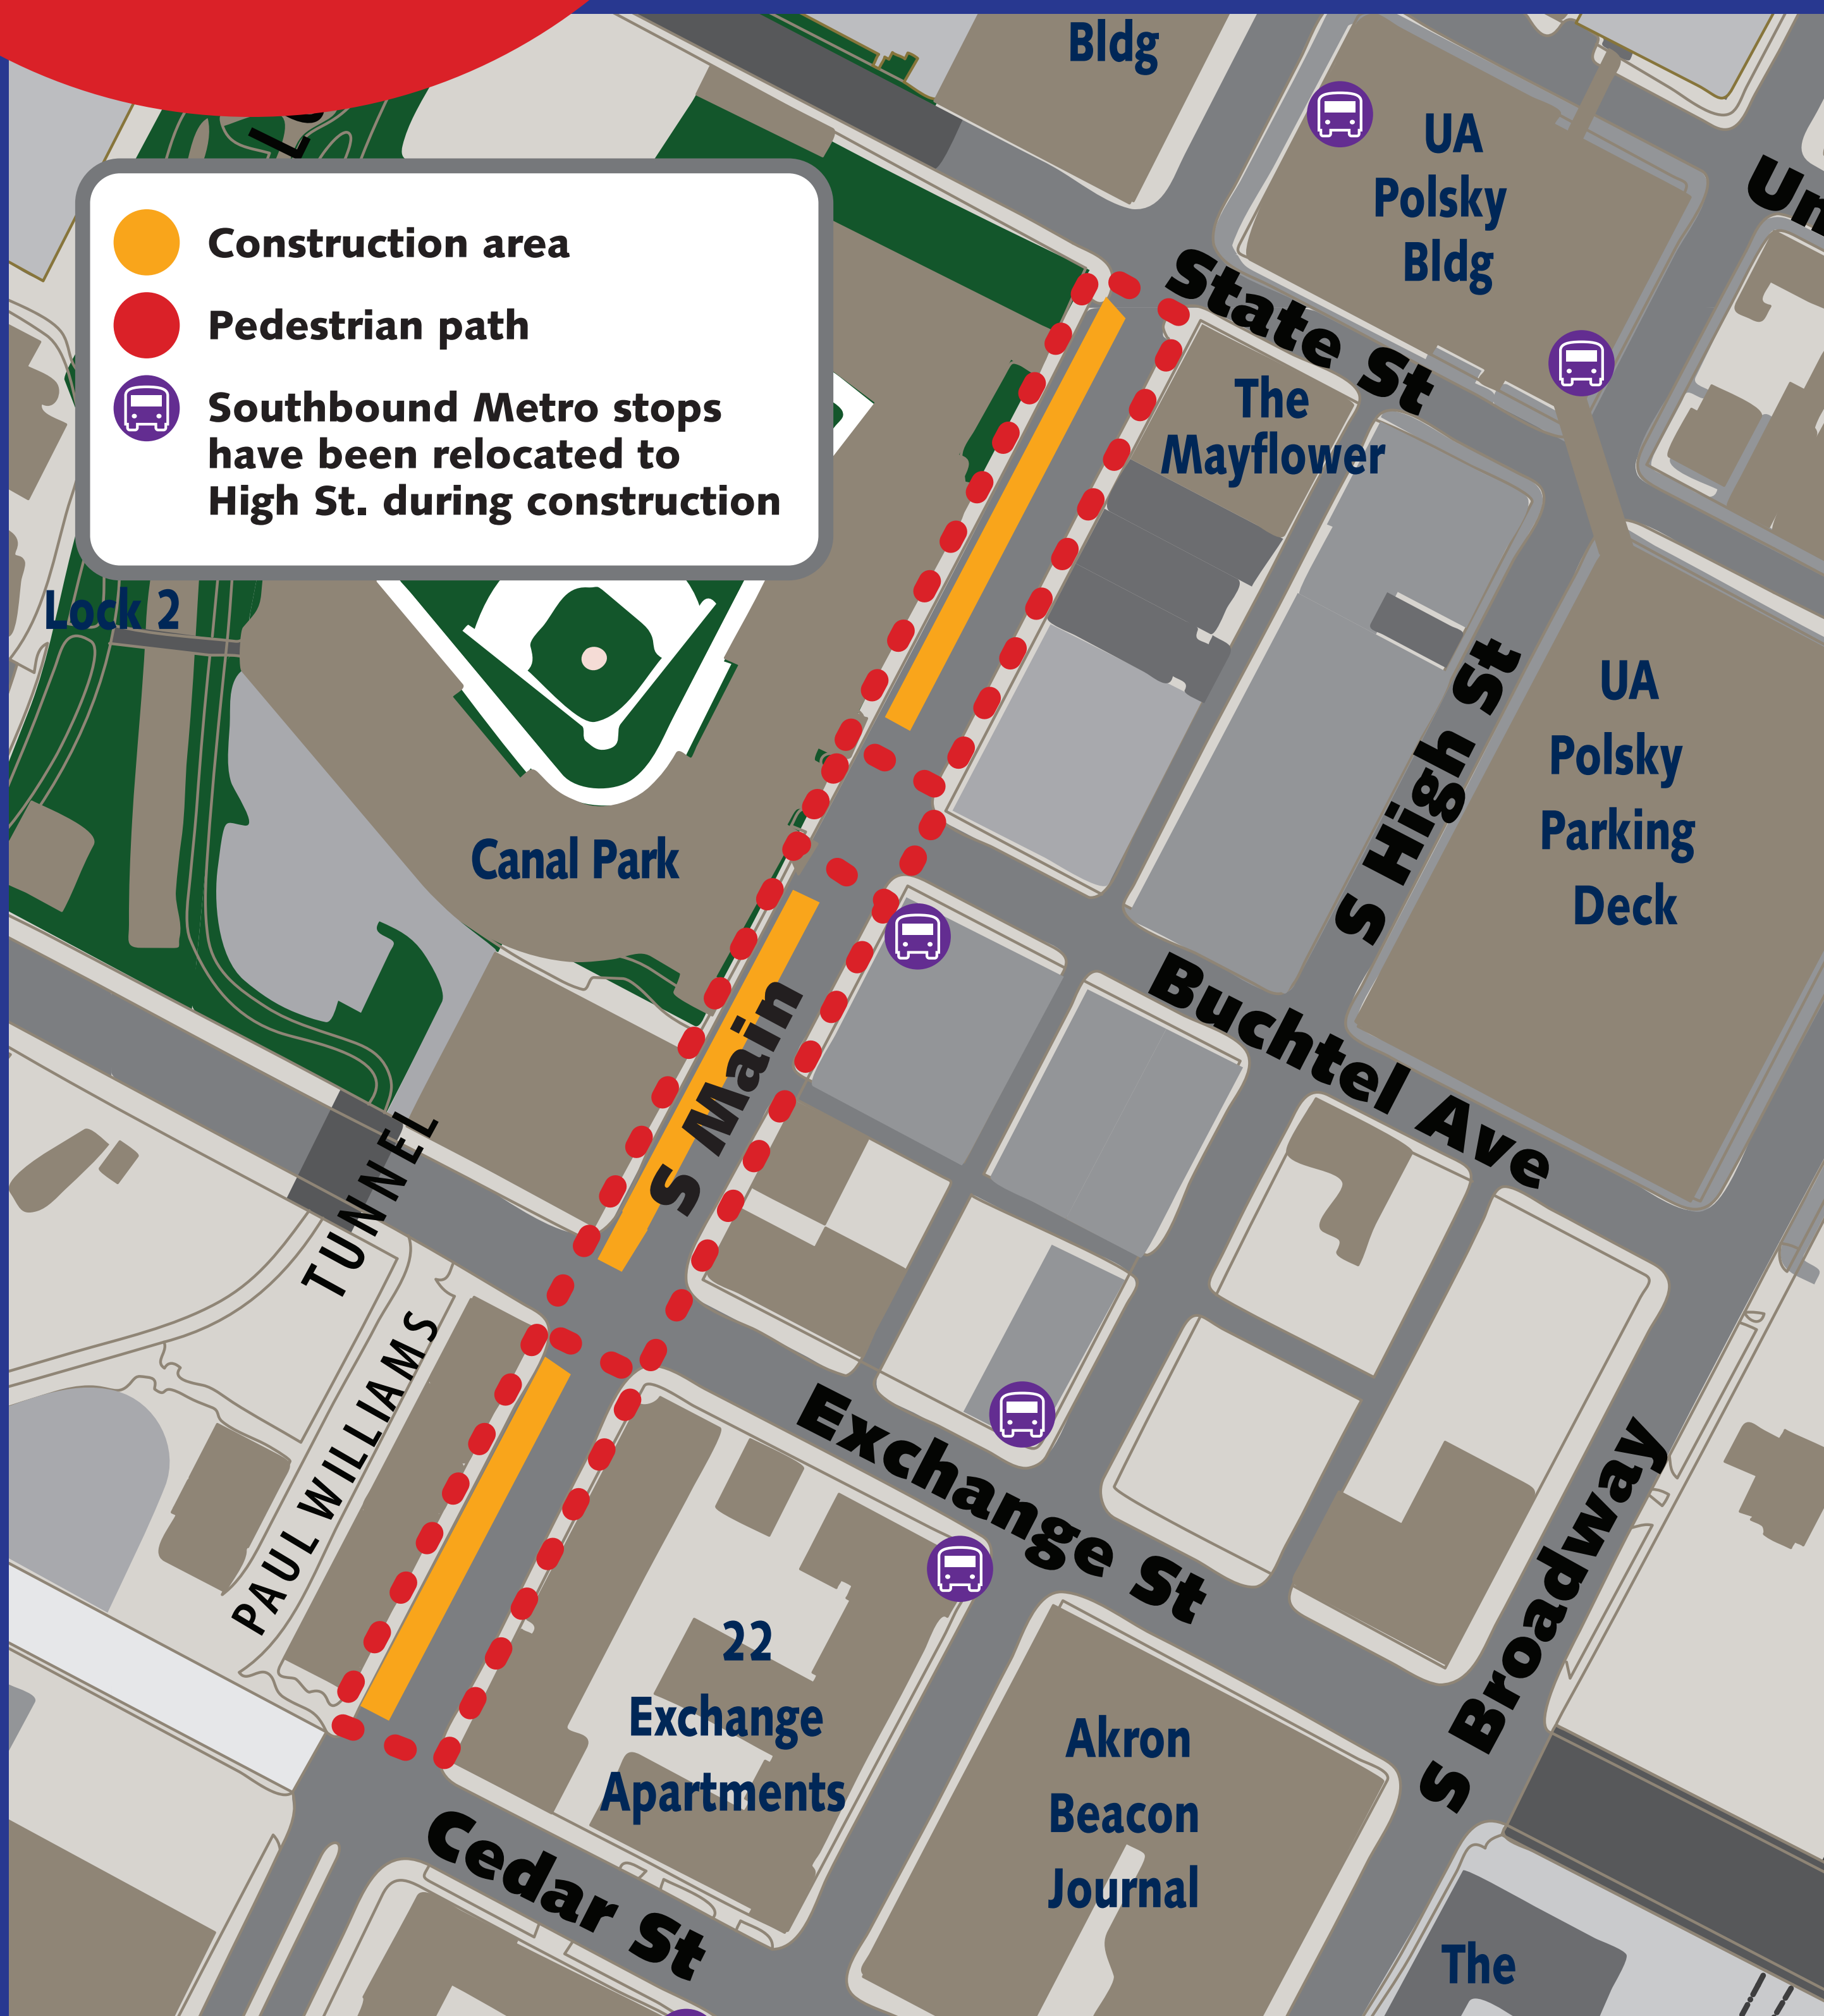 Bldg
UA
Polsky
Bldg
Construction area
Pedestrian path
Southbound Metro stops
have been relocated to
High St. during construction
State St
The
Mayflower
Lock 2
S High St
UA
Polsky
Parking
Deck
Canal Park
S Main
Buchtel Ave
TUNNEL
PAUL WILLIAMS
Exchange St
S Broadway
22
Exchange
Apartments
Akron
Beacon
Journal
Cedar St
The